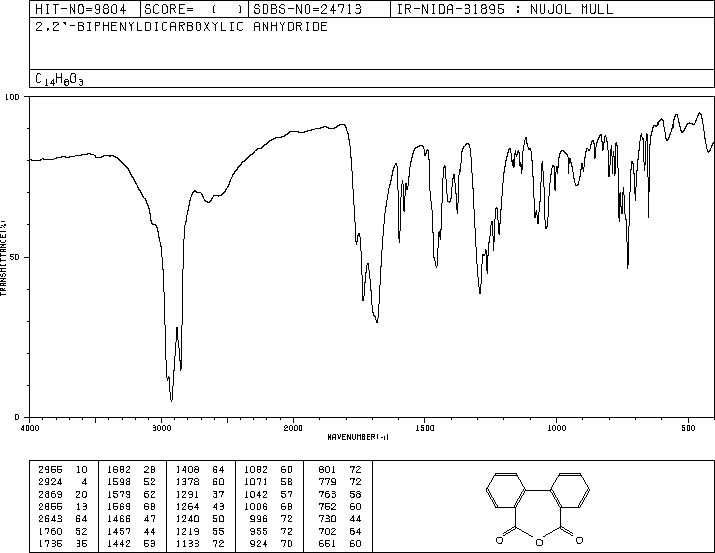 HIT-NO=9804 SCORE= ( ) SDBS-NO=24713 IR-NIDA-31895 : NUJOL MULL
2,2'-BIPHENYLDICARBOXYLIC ANHYDRIDE
C14H8O3
100
50
0
TRANSMITTANCE(%)
4000 3000 2000 1500 1000 500
WAVENUMBER(-1)
2955 10 1682 28 1408 64 1082 60 801 72
2924 4 1598 52 1378 60 1071 58 779 72
2869 20 1579 62 1291 37 1042 57 763 58
2855 13 1569 68 1264 43 1006 68 752 60
2643 64 1466 47 1240 50 996 72 730 44
1760 52 1457 44 1219 55 955 72 702 64
1735 35 1442 53 1133 72 924 70 651 60
O O O